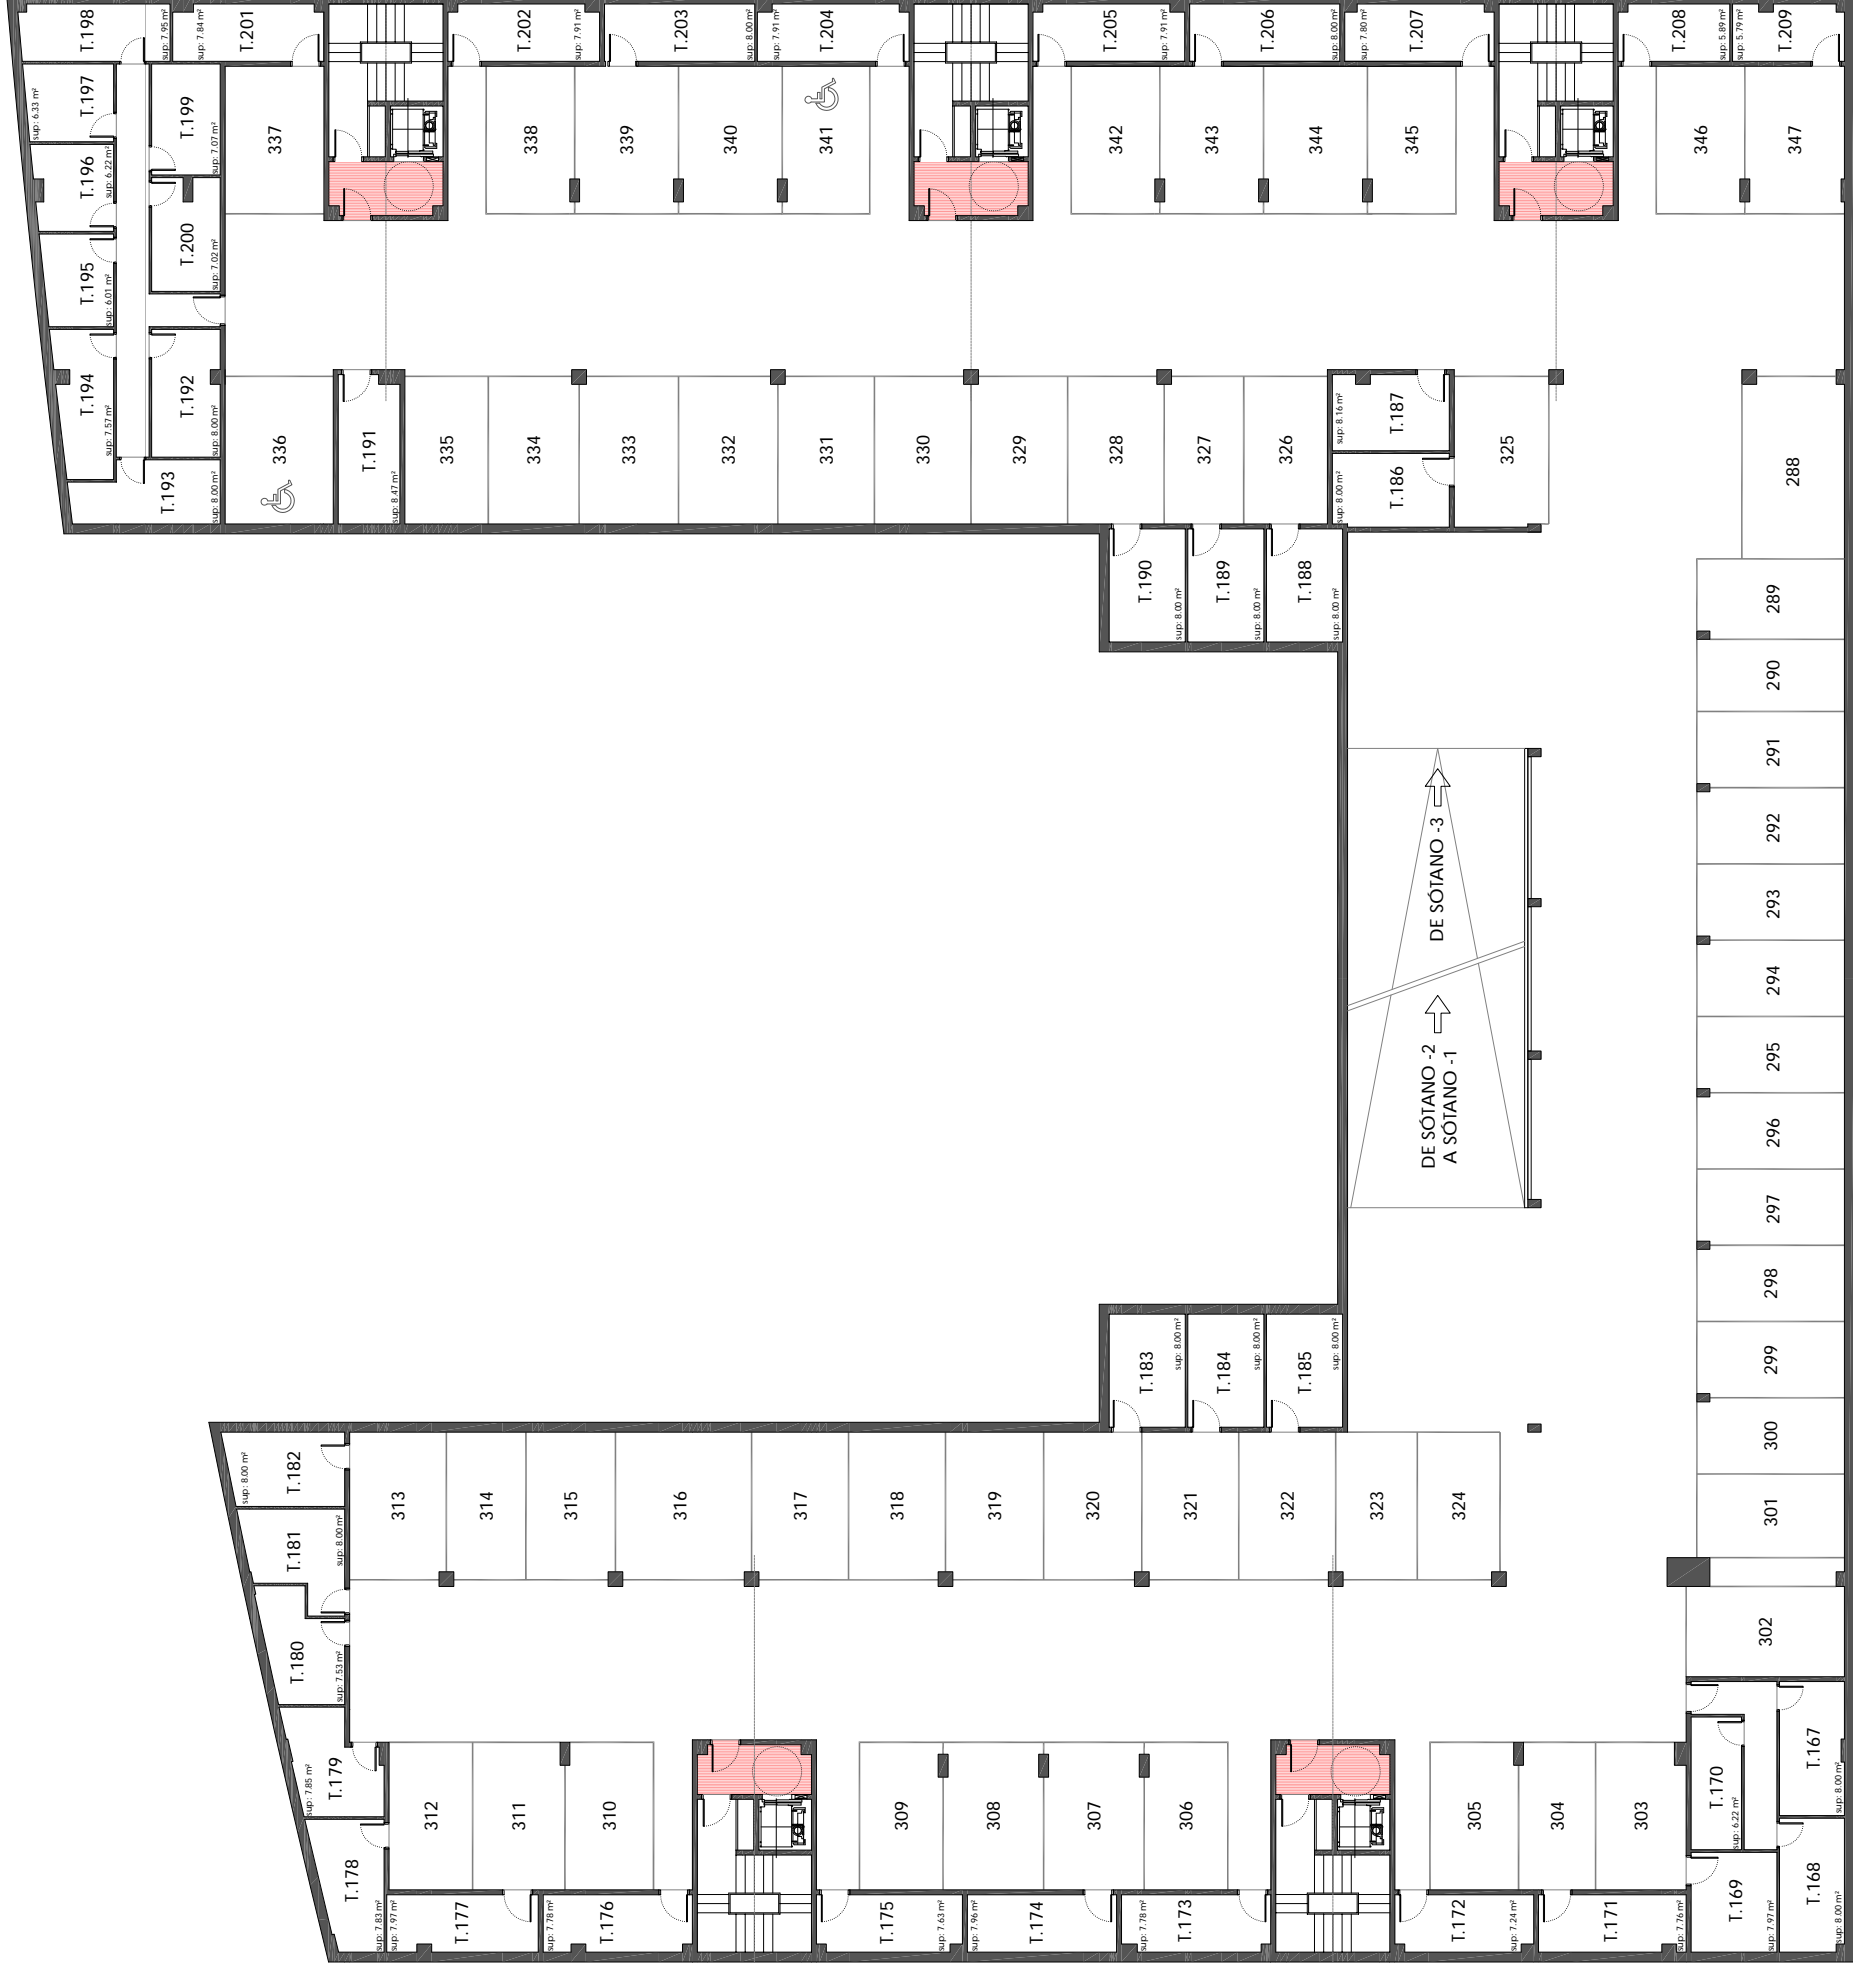 T.198
sup: 7.95 m²
T.201
sup: 7.84 m²
T.202
sup: 7.91 m²
T.203
sup: 8.00 m²
T.204
sup: 7.91 m²
T.205
sup: 7.91 m²
T.206
sup: 8.00 m²
T.207
sup: 7.80 m²
T.208
sup: 5.89 m²
T.209
sup: 5.79 m²
T.197
sup: 6.33 m²
T.199
sup: 7.07 m²
T.196
sup: 6.22 m²
T.200
sup: 7.02 m²
T.195
sup: 6.01 m²
337
338
339
340
341
342
343
344
345
346
347
T.194
sup: 7.57 m²
T.192
sup: 8.00 m²
T.193
sup: 8.00 m²
336
T.191
sup: 8.47 m²
335
334
333
332
331
330
329
328
327
326
T.187
sup: 8.16 m²
T.186
sup: 8.00 m²
325
288
T.190
sup: 8.00 m²
T.189
sup: 8.00 m²
T.188
sup: 8.00 m²
289
290
291
292
293
294
295
296
297
298
299
300
301
302
DE SÓTANO -3
DE SÓTANO -2
A SÓTANO -1
T.183
sup: 8.00 m²
T.184
sup: 8.00 m²
T.185
sup: 8.00 m²
T.182
sup: 8.00 m²
T.181
sup: 8.00 m²
T.180
sup: 7.53 m²
313
314
315
316
317
318
319
320
321
322
323
324
T.179
sup: 7.85 m²
T.178
sup: 7.83 m²
312
311
310
309
308
307
306
305
304
303
T.170
sup: 6.22 m²
T.167
sup: 8.00 m²
T.177
sup: 7.97 m²
T.176
sup: 7.78 m²
T.175
sup: 7.63 m²
T.174
sup: 7.96 m²
T.173
sup: 7.78 m²
T.172
sup: 7.24 m²
T.171
sup: 7.76 m²
T.169
sup: 7.97 m²
T.168
sup: 8.00 m²